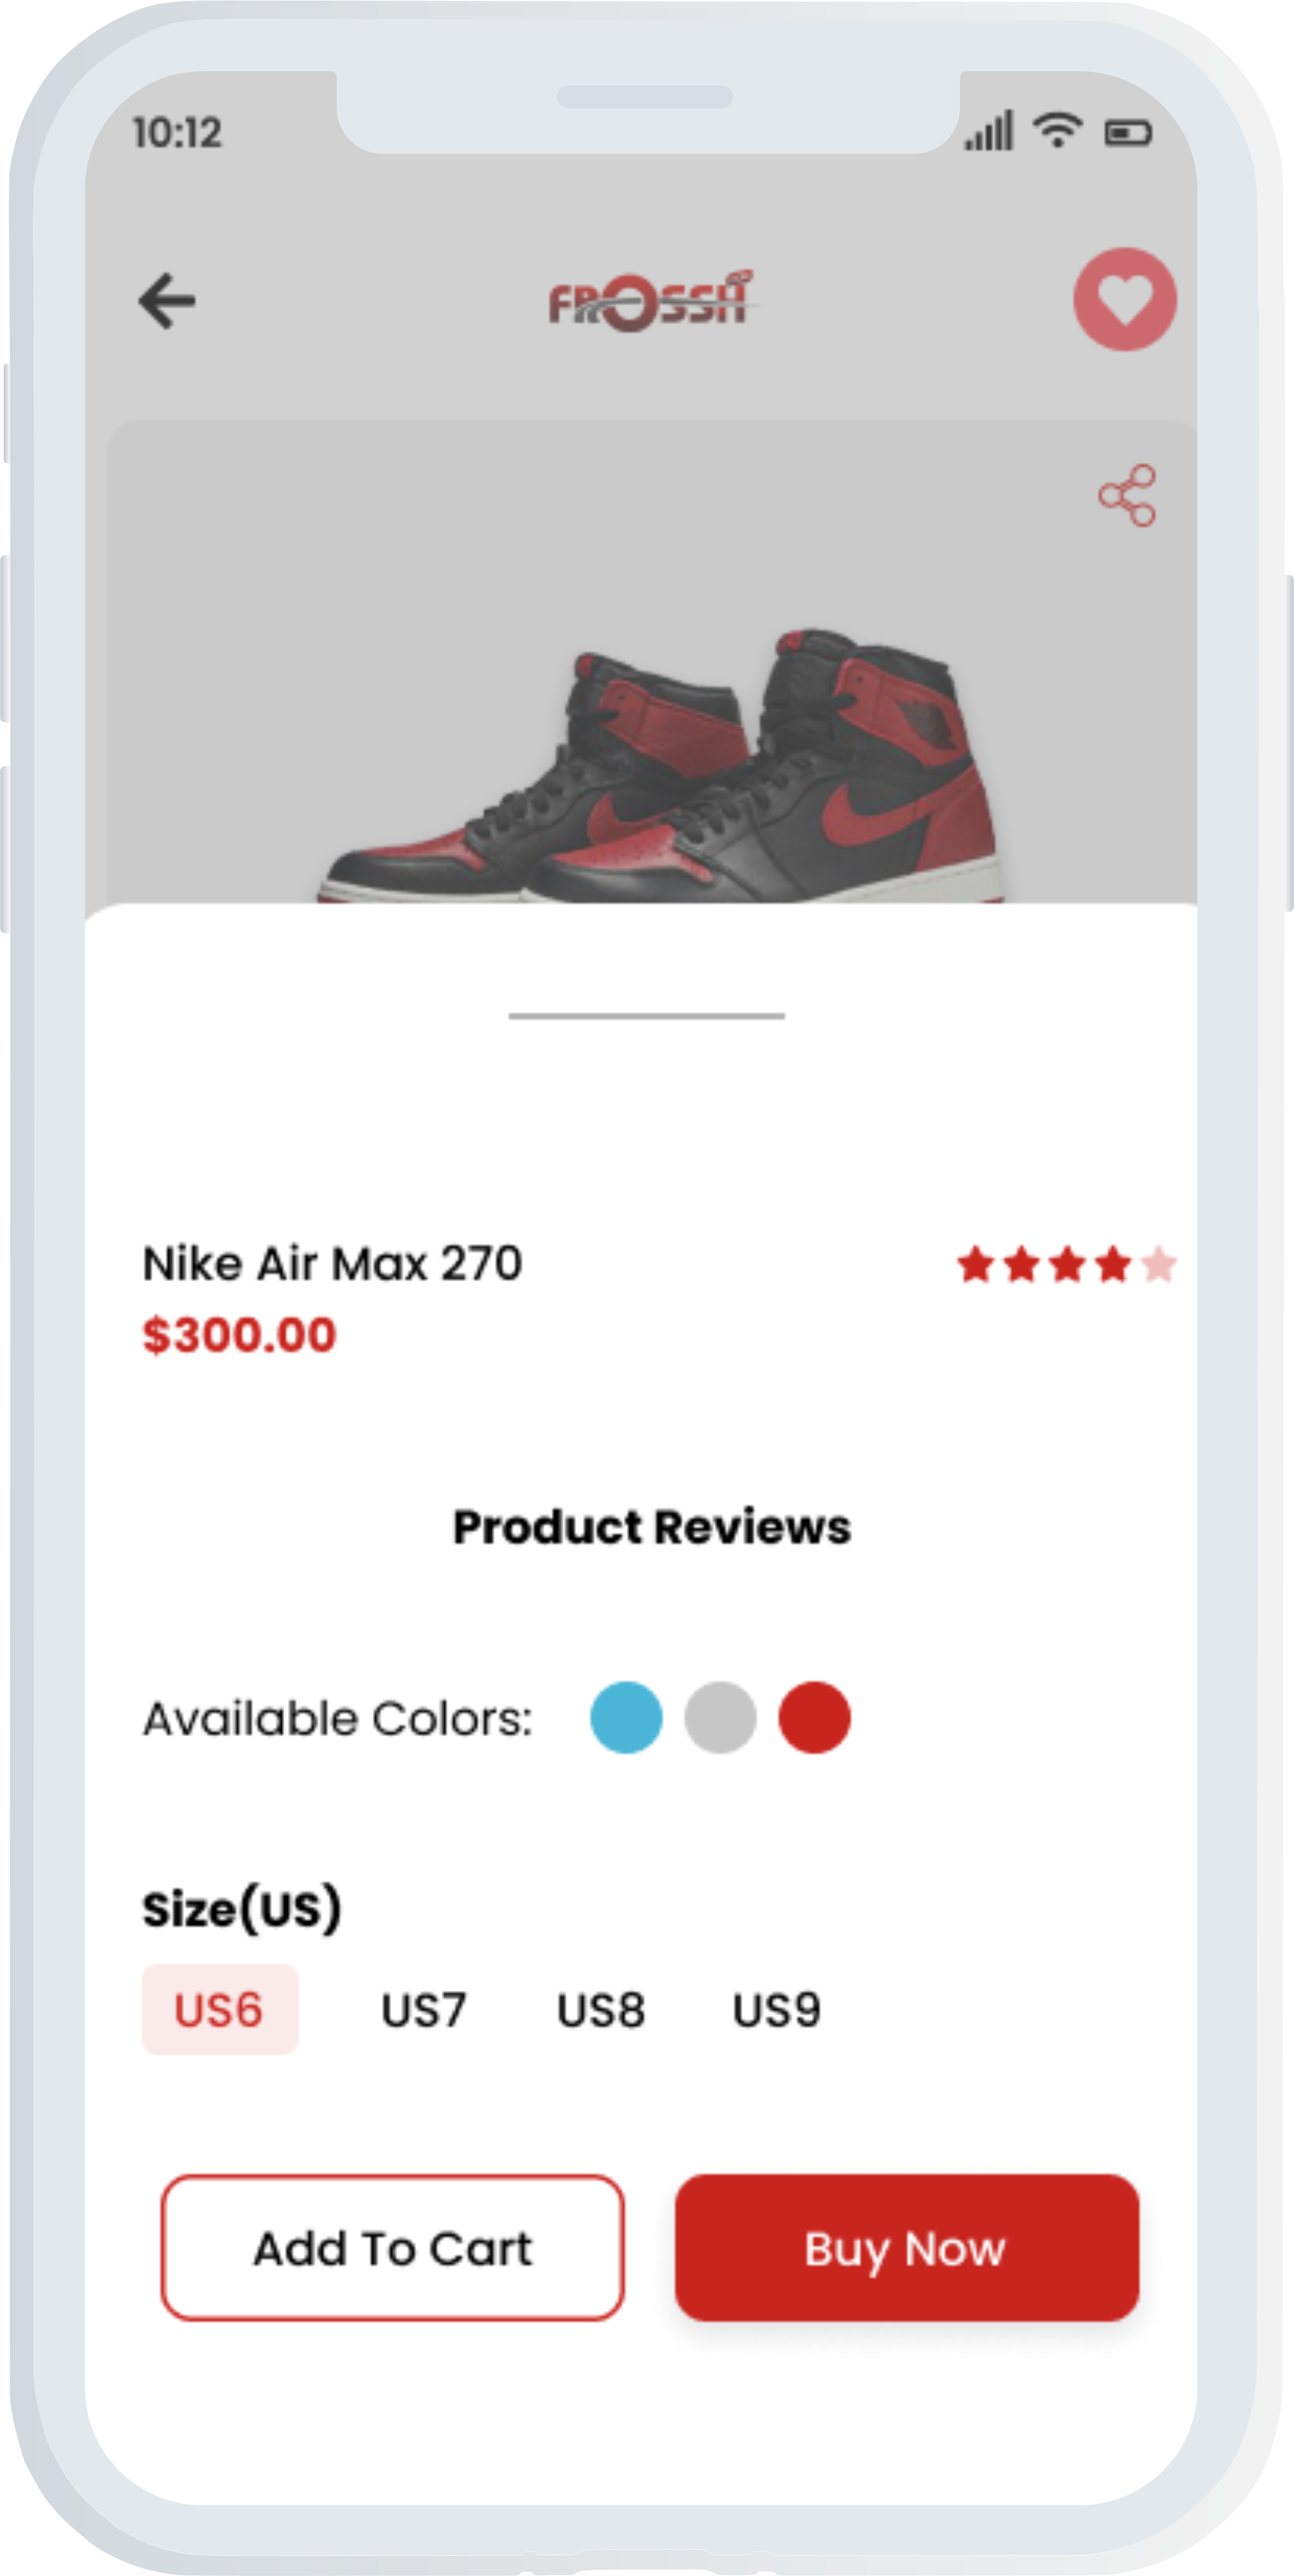 10:12
FROSSH
Nike Air Max 270
$300.00
Product Reviews
Available Colors:
Size(US)
US6 US7 US8 US9
Add To Cart Buy Now